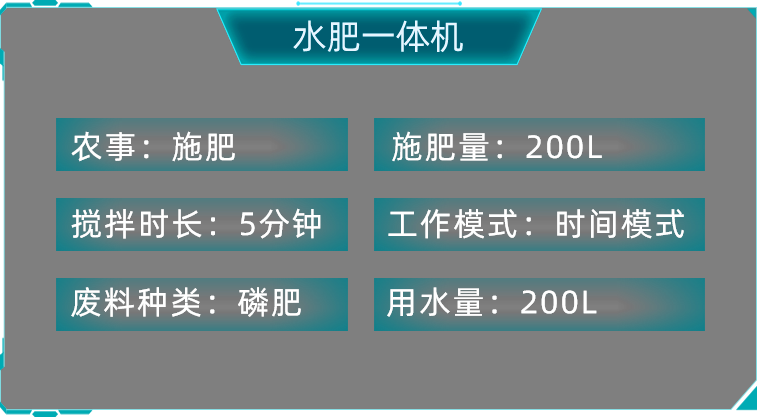 水肥一体机
农事：施肥
施肥量：200L
搅拌时长：5分钟
工作模式：时间模式
废料种类：磷肥
用水量：200L